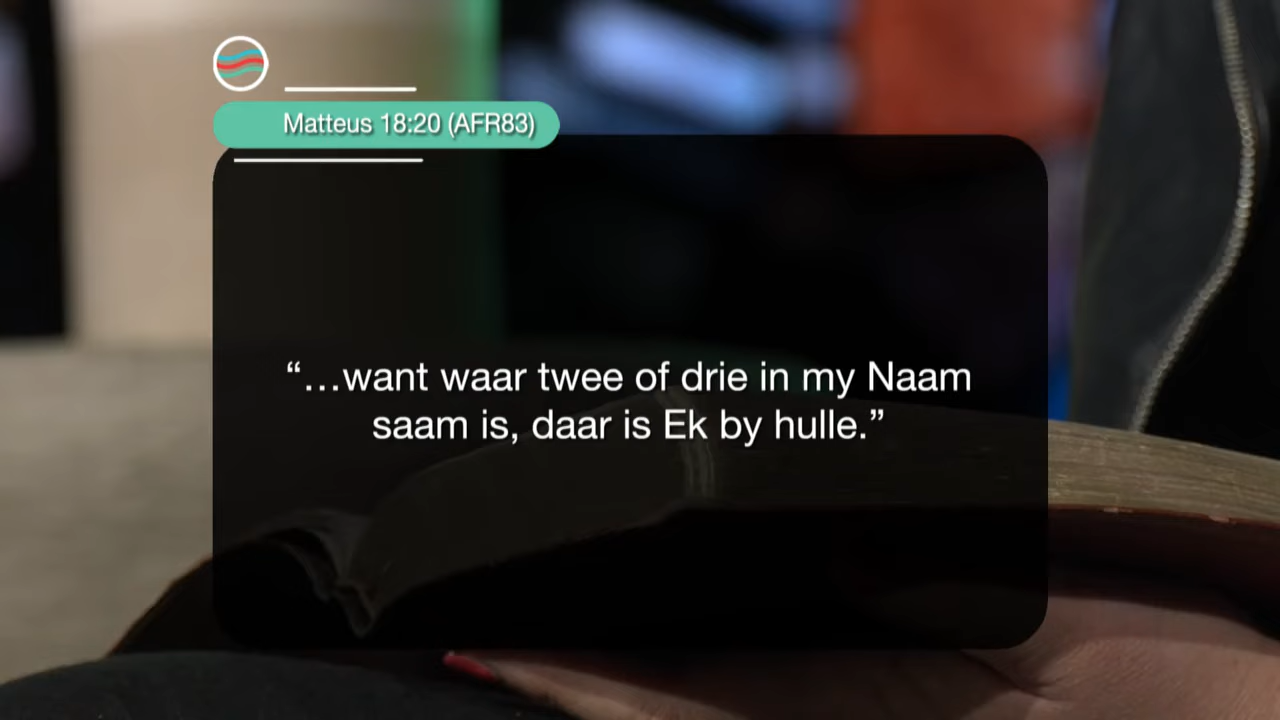 Matteus 18:20 (AFR83)
“…want waar twee of drie in my Naam
saam is, daar is Ek by hulle.”